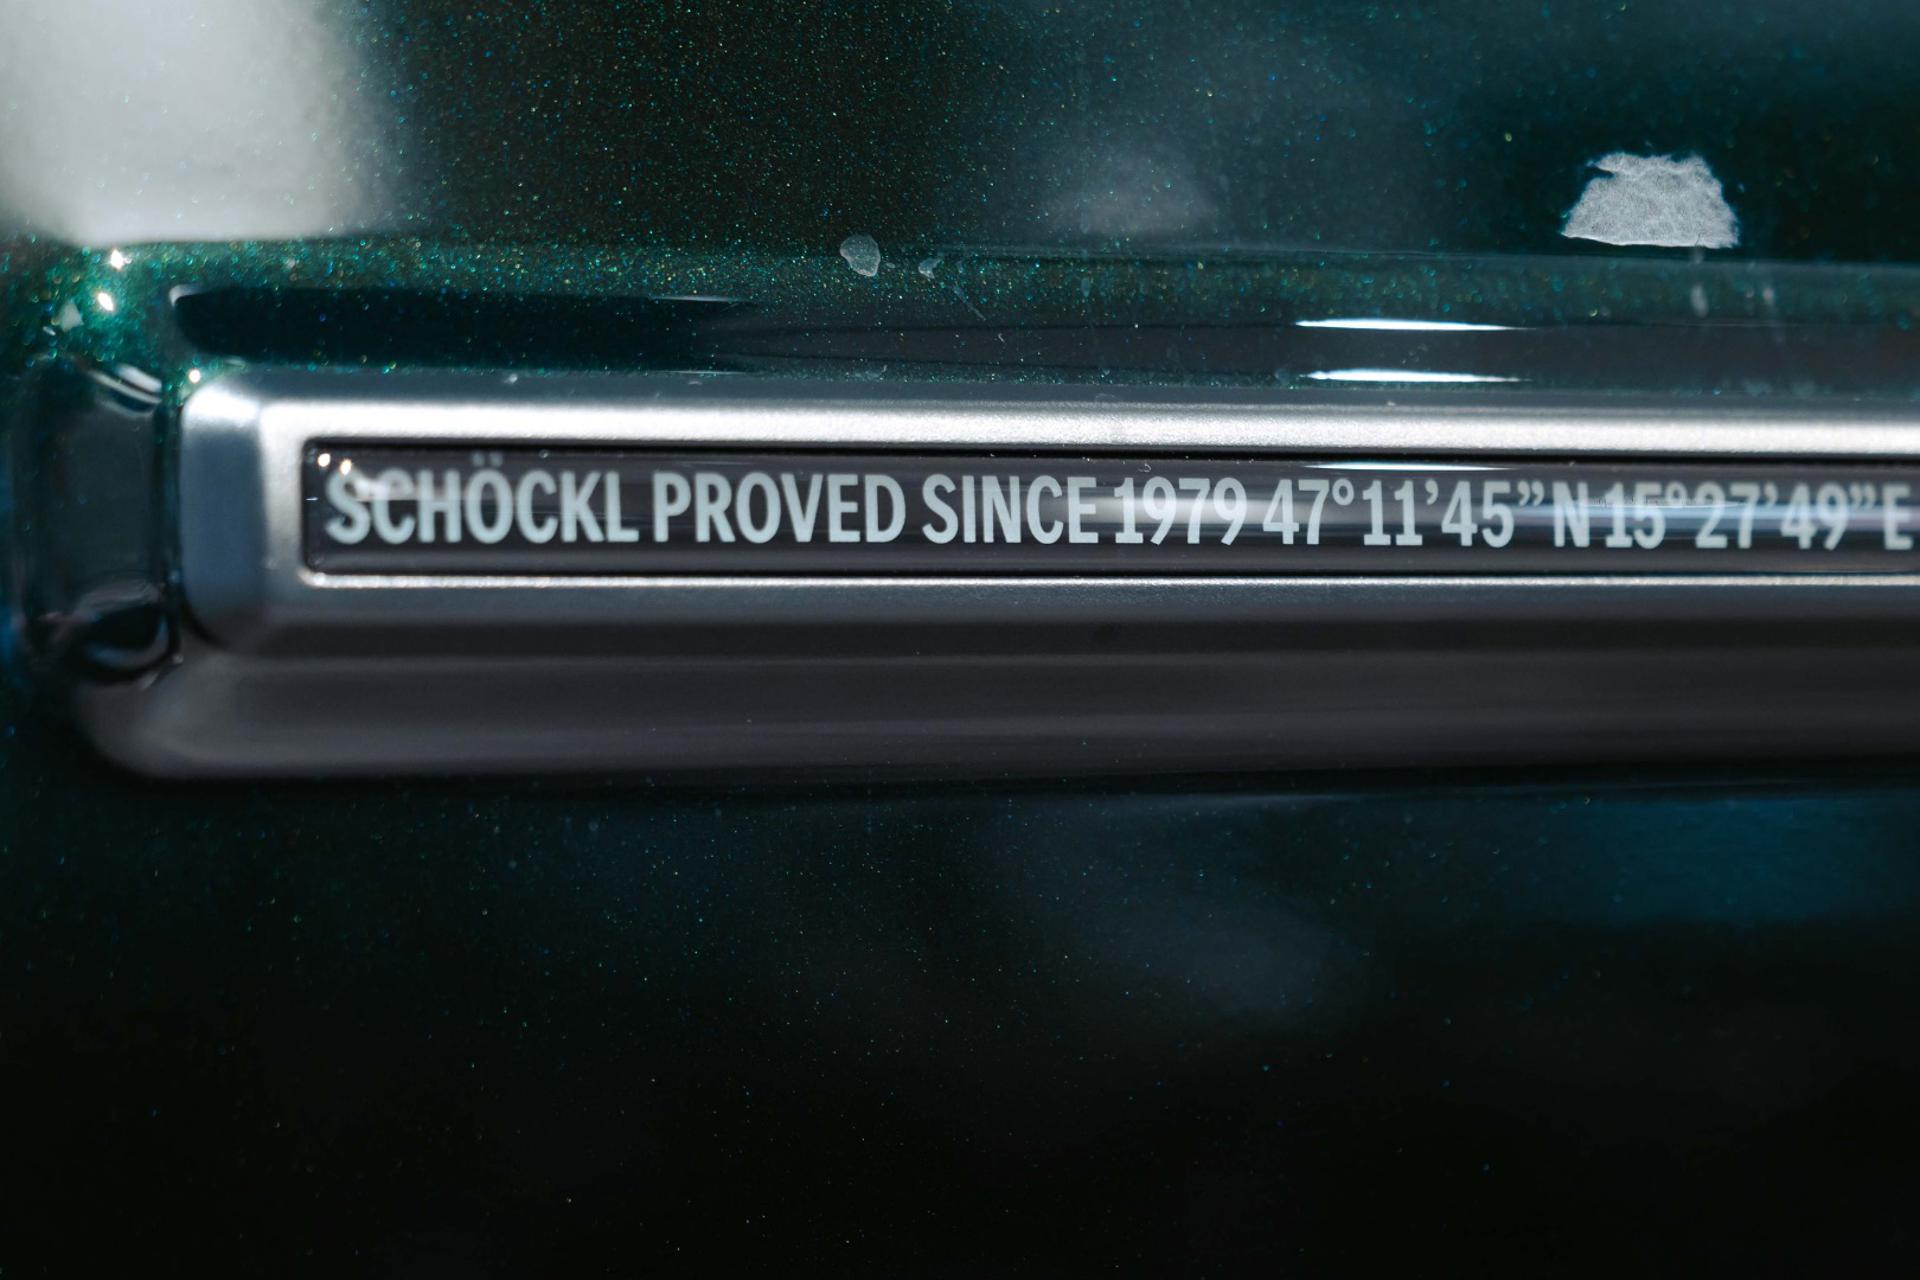 SCHÖCKL PROVED SINCE 1979 47°11’45” N 15°27’49” E